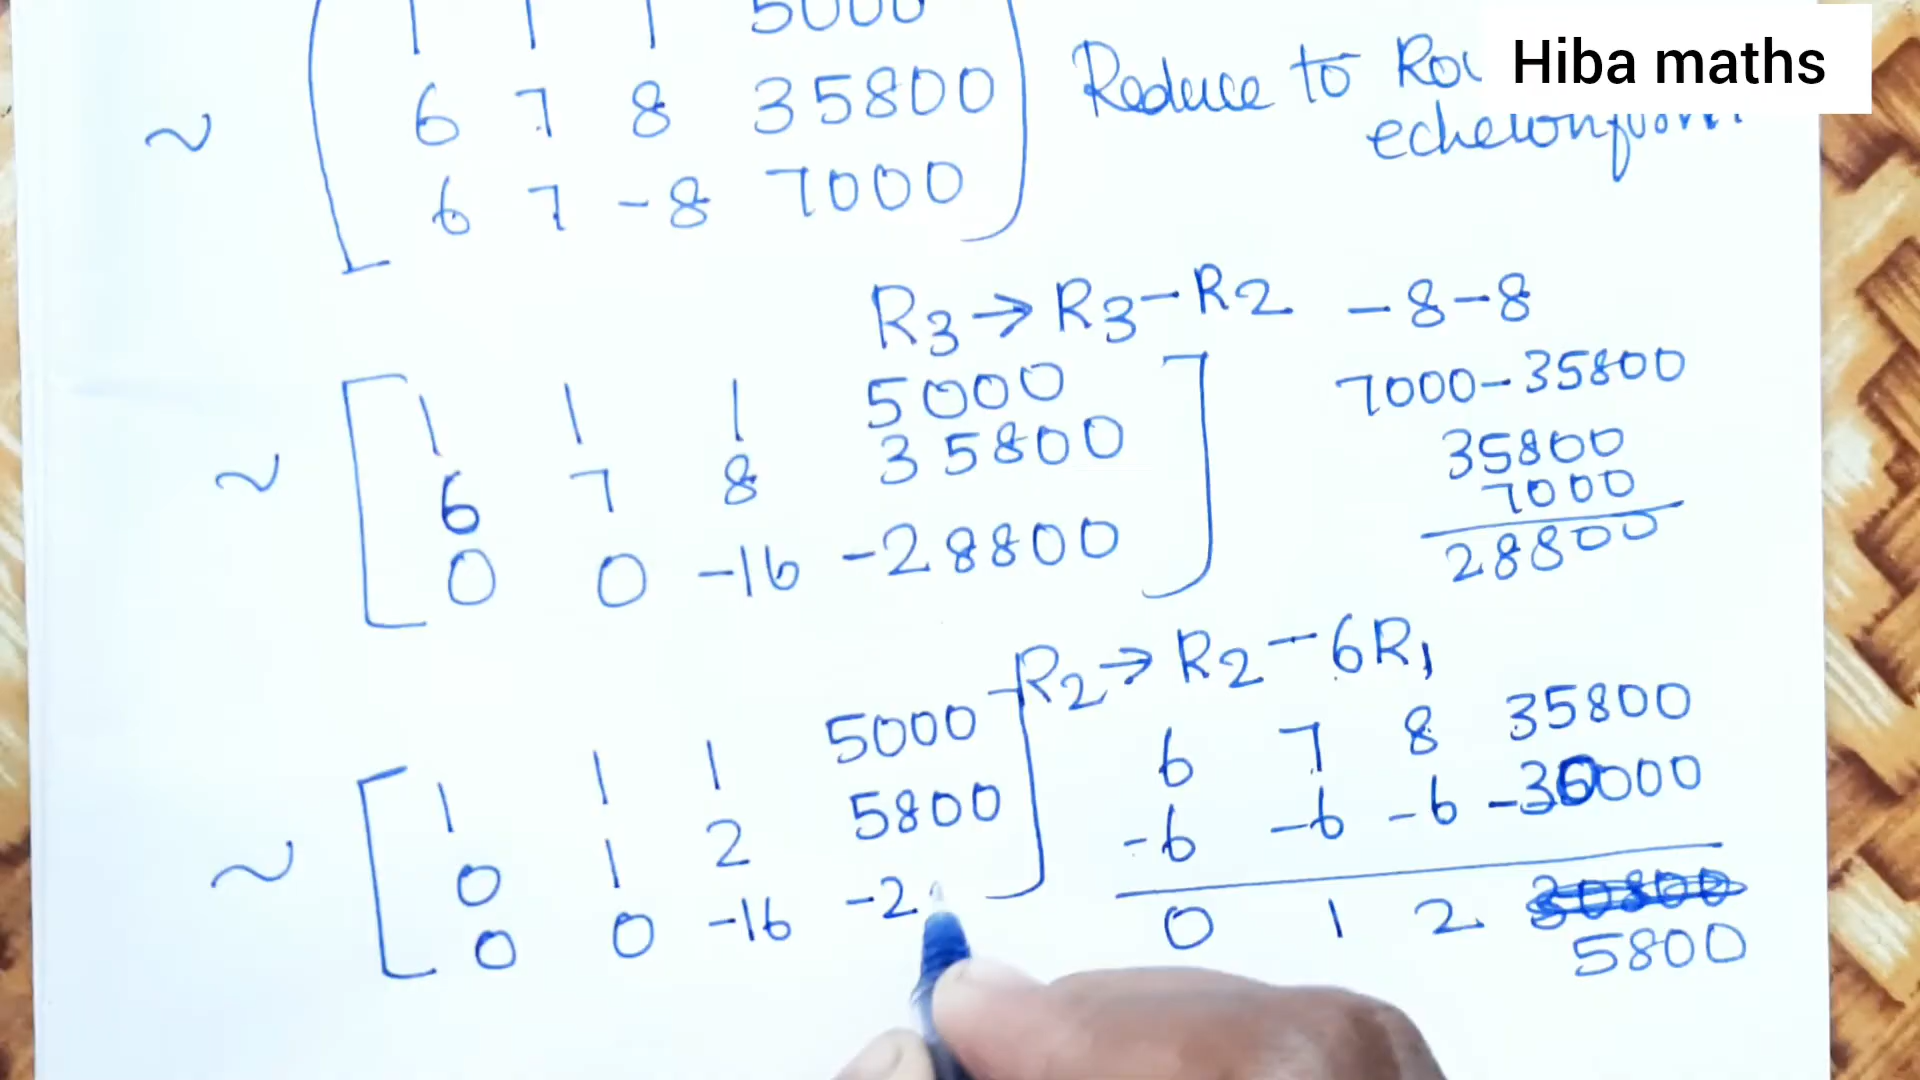 1 1 1 5000
Hiba maths
~ 6 7 8 35800 Reduce to
6 7 -8 7000
R3 → R3 - R2 -8-8
~ 1 1 1 5000 7000-35800
6 7 8 35800 35800
7000
0 0 -16 -28800 28800
R2 → R2 - 6R1
1 1 1 5000 6 7 8 35800
~ 0 1 2 5800 -6 -6 -6 -30000
0 0 -16 -2 0 1 2
5800